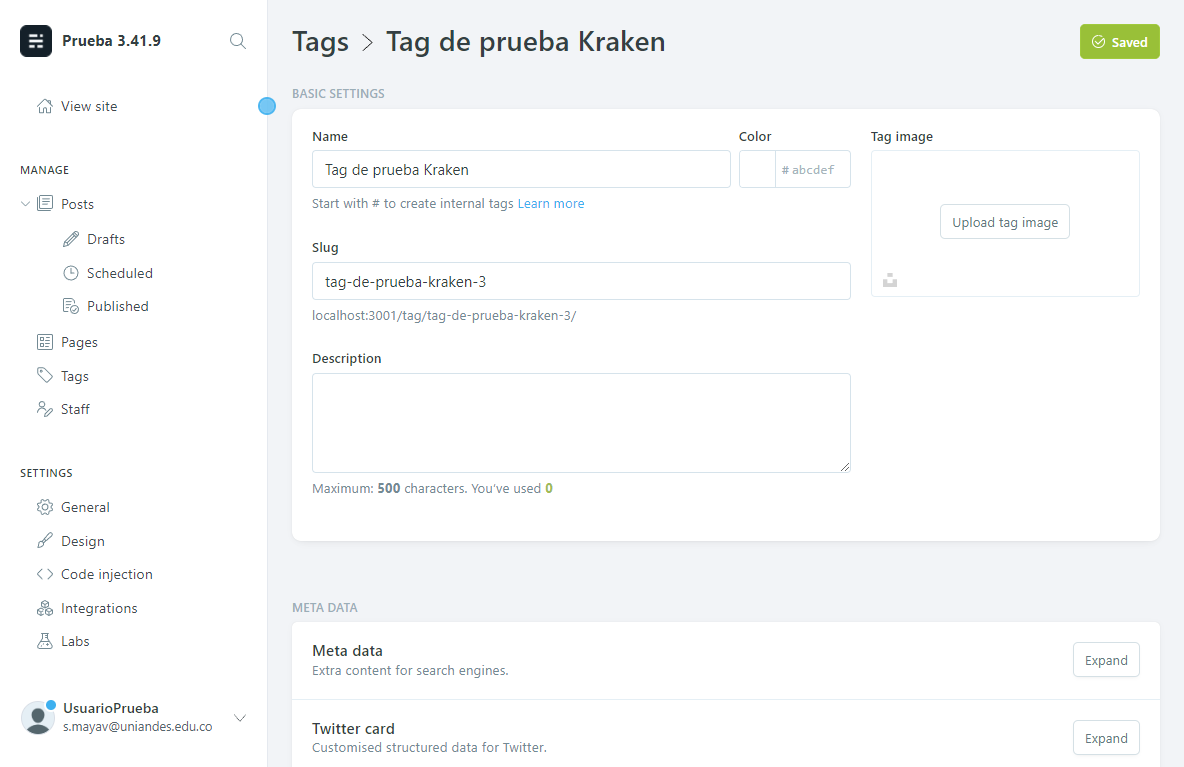 Prueba 3.41.9
View site
MANAGE
Posts
Drafts
Scheduled
Published
Pages
Tags
Staff
SETTINGS
General
Design
Code injection
Integrations
Labs
UsuarioPrueba
s.mayav@uniandes.edu.co
Tags > Tag de prueba Kraken
Saved
BASIC SETTINGS
Name
Tag de prueba Kraken
Start with # to create internal tags Learn more
Color
# abcdef
Slug
tag-de-prueba-kraken-3
localhost:3001/tag/tag-de-prueba-kraken-3/
Description
Maximum: 500 characters. You've used 0
Tag image
Upload tag image
META DATA
Meta data
Extra content for search engines.
Expand
Twitter card
Customised structured data for Twitter.
Expand